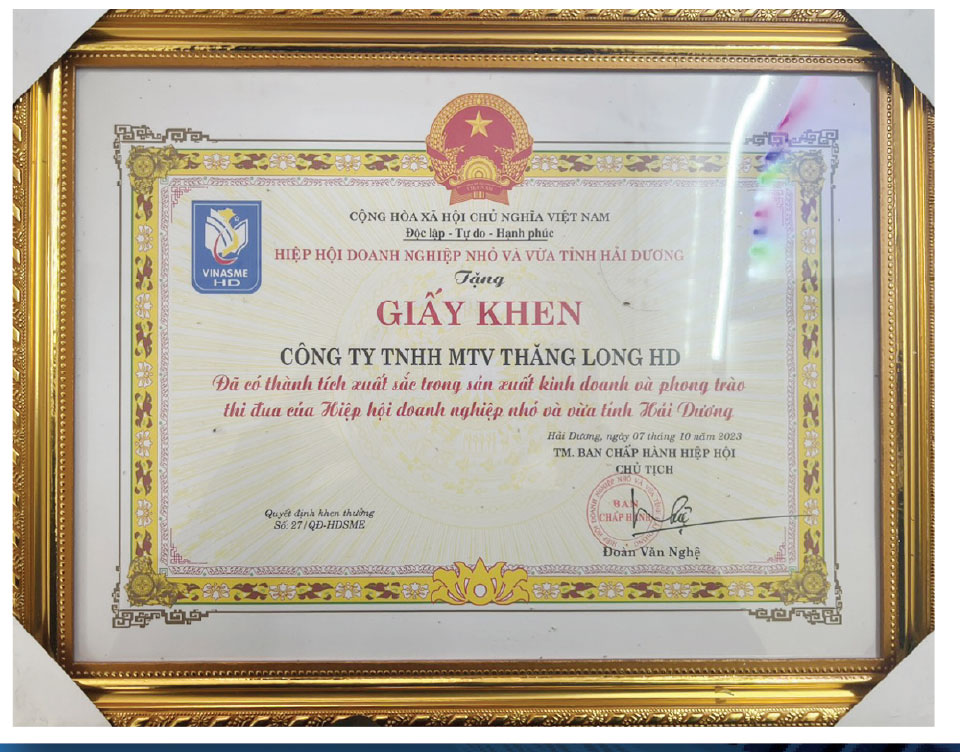 CỘNG HÒA XÃ HỘI CHỦ NGHĨA VIỆT NAM
Độc lập - Tự do - Hạnh phúc
HIỆP HỘI DOANH NGHIỆP NHỎ VÀ VỪA TỈNH HẢI DƯƠNG
VINASME
HD
Tặng
GIẤY KHEN
CÔNG TY TNHH MTV THĂNG LONG HD
Đã có thành tích xuất sắc trong sản xuất kinh doanh và phong trào
thi đua của Hiệp hội doanh nghiệp nhỏ và vừa tỉnh Hải Dương
Hải Dương, ngày 07 tháng 10 năm 2023
TM. BAN CHẤP HÀNH HIỆP HỘI
CHỦ TỊCH
BAN
CHẤP HÀNH
Quyết định khen thưởng
Số: 27/QĐ-HDSME
Đoàn Văn Nghệ